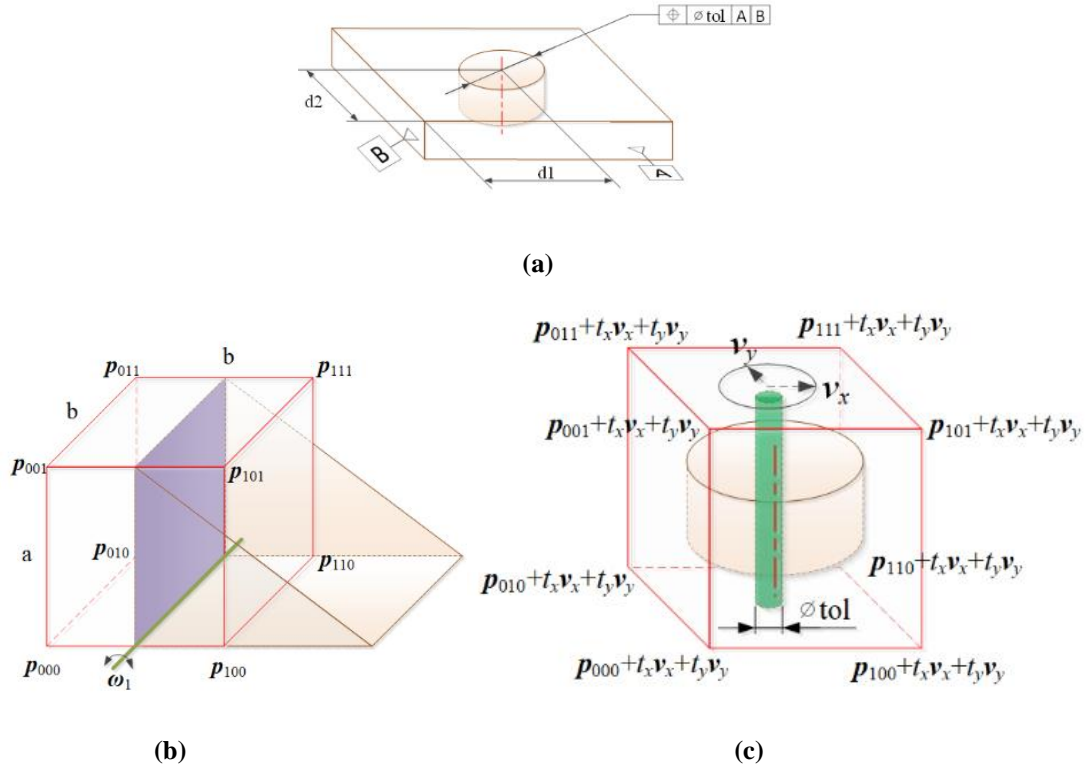 ⌖ ⌀ tol A B
d2
B
d1
A
(a)
p011 b p111
b
p001 p101
a p010 p110
p000 p100
ω1
(b)
p011+txvx+tyvy p111+txvx+tyvy
vy
vx
p001+txvx+tyvy p101+txvx+tyvy
p010+txvx+tyvy p110+txvx+tyvy
⌀ tol
p000+txvx+tyvy p100+txvx+tyvy
(c)